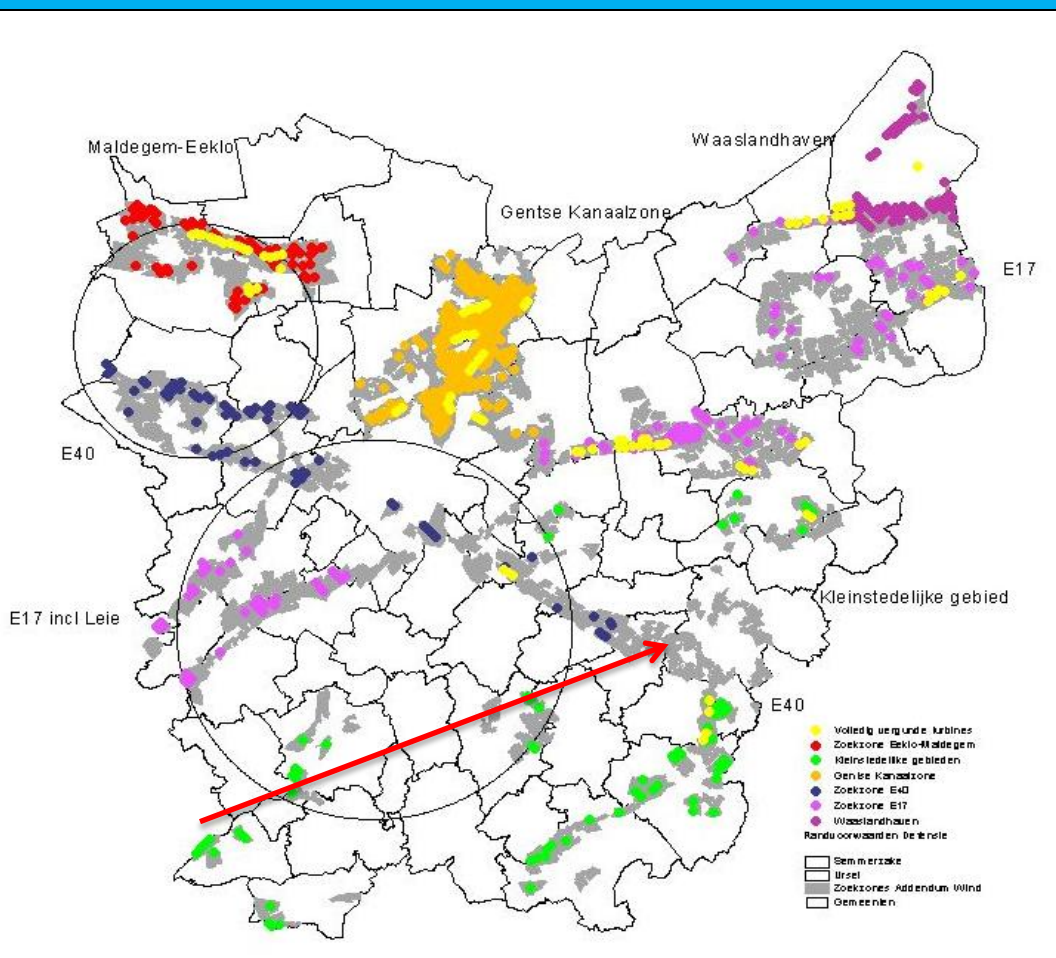 Maldegem-Eeklo
Waaslandhaven
Gentse Kanaalzone
E17
E40
E17 incl Leie
Kleinstedelijke gebied
E40
Volledig vergunde turbines
Zoekzone Eeklo-Maldegem
Kleinstedelijke gebieden
Gentse Kanaalzone
Zoekzone E40
Zoekzone E17
Waaslandhaven
Randvoorwaarden Defensie
Semmerzake
Ursel
Zoekzones Addendum Wind
Gemeenten